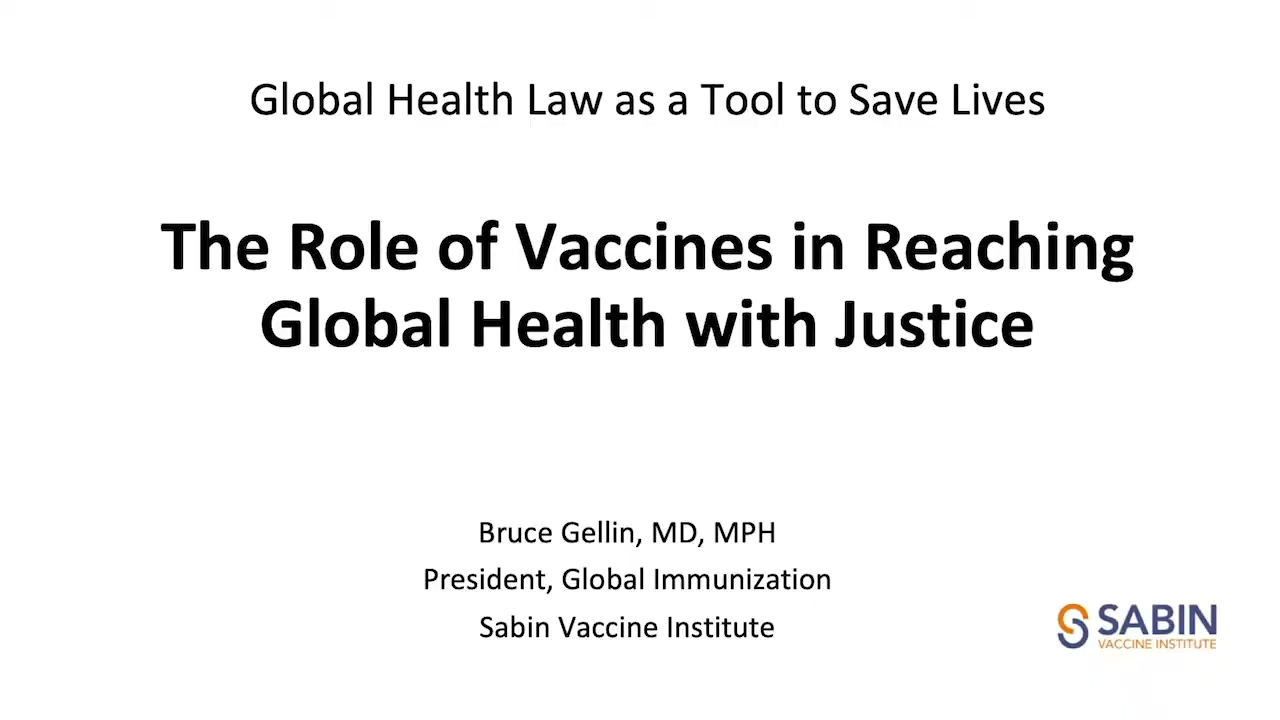 Global Health Law as a Tool to Save Lives
The Role of Vaccines in Reaching
Global Health with Justice
Bruce Gellin, MD, MPH
President, Global Immunization
Sabin Vaccine Institute
SABIN
VACCINE INSTITUTE